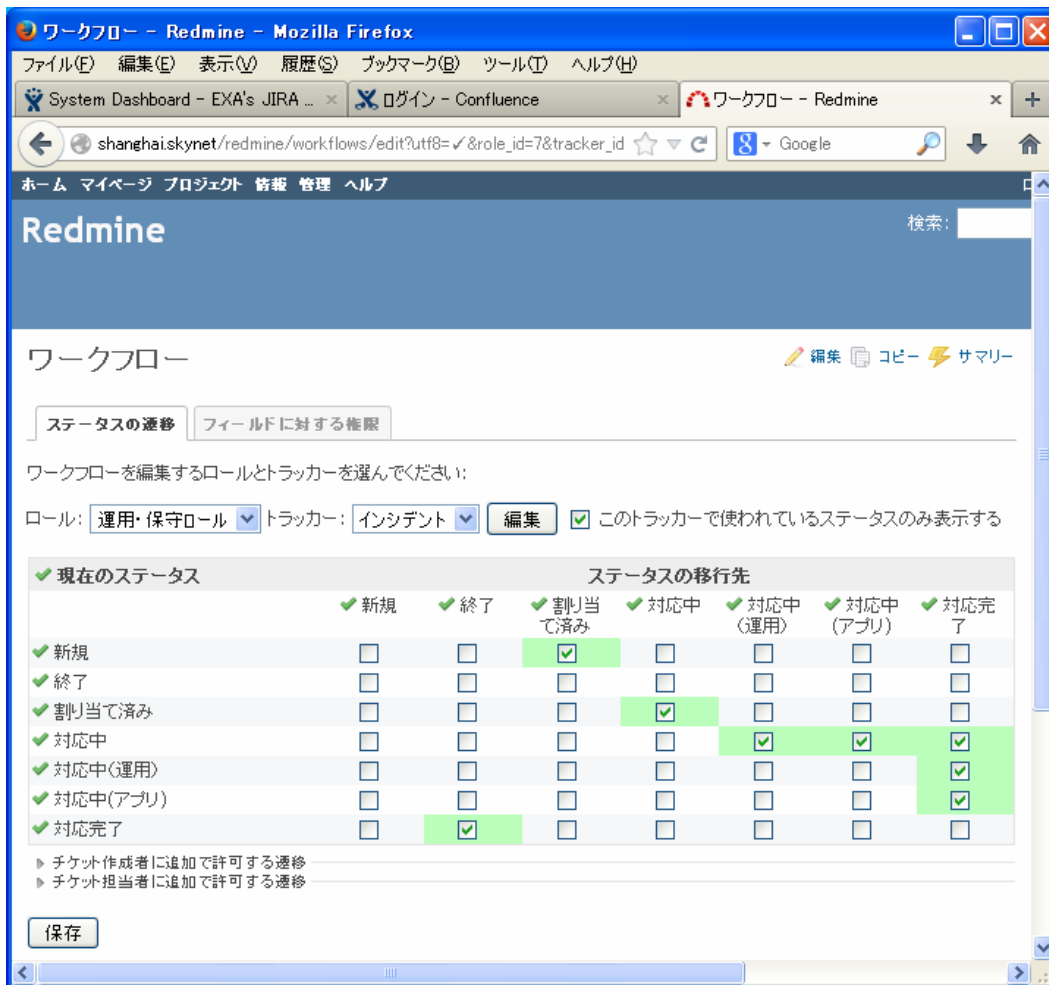 ワークフロー - Redmine - Mozilla Firefox
ファイル(F) 編集(E) 表示(V) 履歴(S) ブックマーク(B) ツール(T) ヘルプ(H)
System Dashboard - EXA's JIRA ... ログイン - Confluence ワークフロー - Redmine
shanghai.skynet/redmine/workflows/edit?utf8=✓&role_id=7&tracker_id Google
ホーム マイページ プロジェクト 情報 管理 ヘルプ
Redmine 検索:
ワークフロー 編集 コピー サマリー
ステータスの遷移 フィールドに対する権限
ワークフローを編集するロールとトラッカーを選んでください:
ロール: 運用・保守ロール トラッカー: インシデント 編集 このトラッカーで使われているステータスのみ表示する
現在のステータス ステータスの移行先
新規 終了 割り当て済み 対応中 対応中(運用) 対応中(アプリ) 対応完了
新規
終了
割り当て済み
対応中
対応中(運用)
対応中(アプリ)
対応完了
チケット作成者に追加で許可する遷移
チケット担当者に追加で許可する遷移
保存